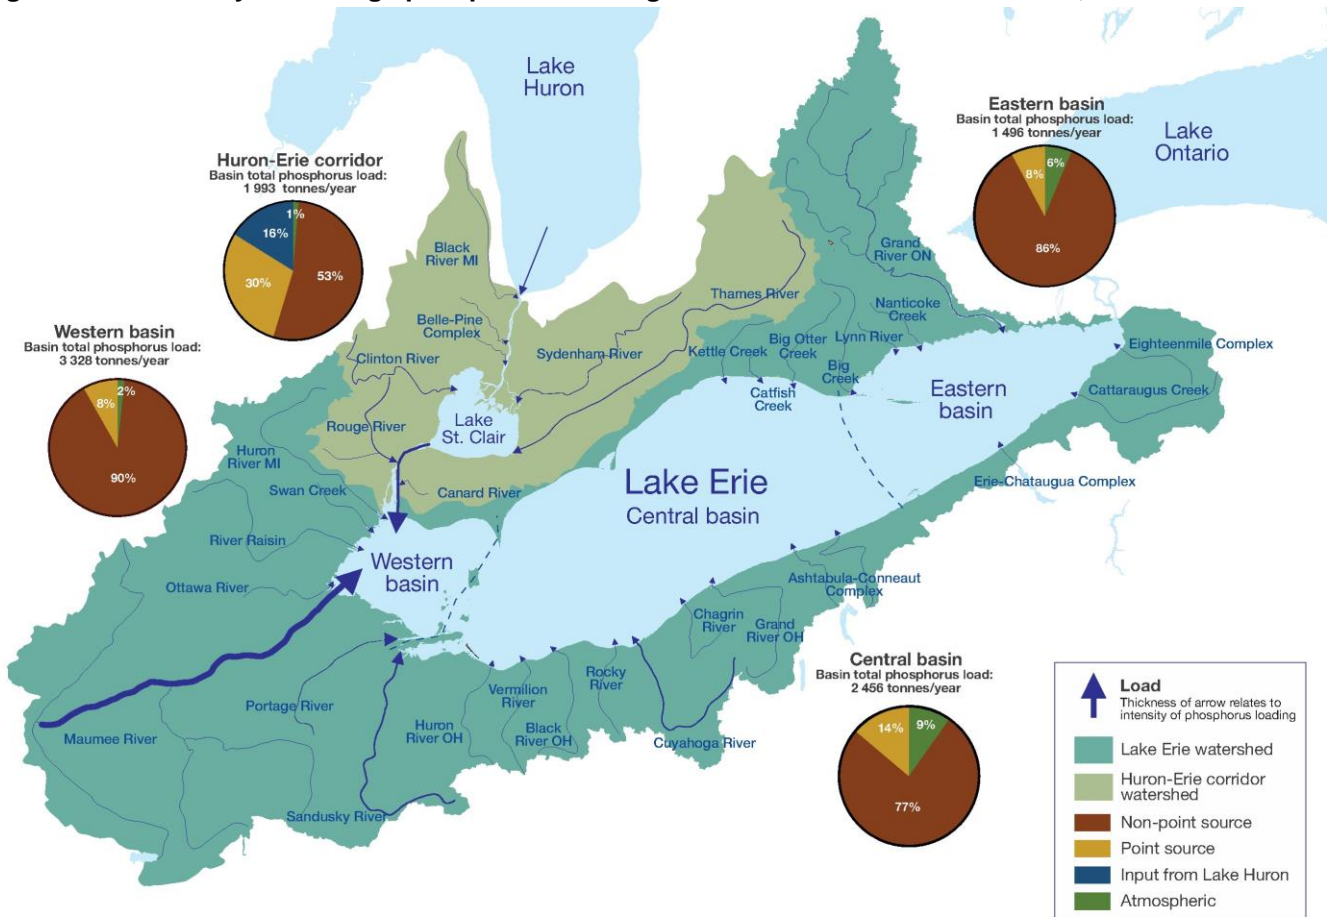 Lake
Huron
Eastern basin
Basin total phosphorus load:
1 496 tonnes/year
6%
8%
86%
Lake
Ontario
Huron-Erie corridor
Basin total phosphorus load:
1 993 tonnes/year
1%
16%
30%
53%
Black
River MI
Grand
River ON
Thames River
Nanticoke
Creek
Western basin
Basin total phosphorus load:
3 328 tonnes/year
2%
8%
90%
Belle-Pine
Complex
Clinton River
Sydenham River
Kettle Creek
Big Otter
Creek
Lynn River
Big
Creek
Catfish
Creek
Eighteenmile Complex
Cattaraugus Creek
Eastern
basin
Rouge River
Lake
St. Clair
Huron
River MI
Swan Creek
Canard River
Lake Erie
Central basin
Erie-Chataugua Complex
River Raisin
Ottawa River
Western
basin
Ashtabula-Conneaut
Complex
Chagrin
River
Grand
River OH
Rocky
River
Vermilion
River
Portage River
Huron
River OH
Black
River OH
Cuyahoga River
Maumee River
Sandusky River
Central basin
Basin total phosphorus load:
2 456 tonnes/year
14%
9%
77%
Load
Thickness of arrow relates to
intensity of phosphorus loading
Lake Erie watershed
Huron-Erie corridor
watershed
Non-point source
Point source
Input from Lake Huron
Atmospheric